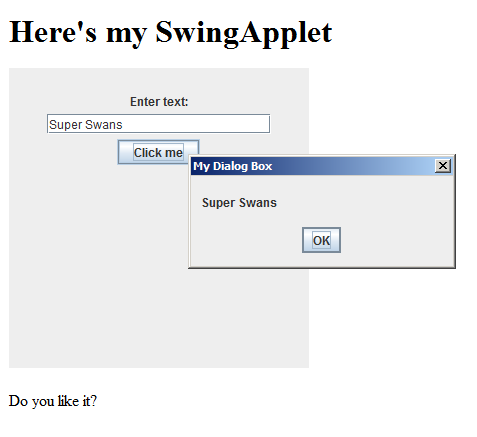 Here's my SwingApplet
Enter text:
Super Swans
Click me
My Dialog Box
Super Swans
OK
Do you like it?